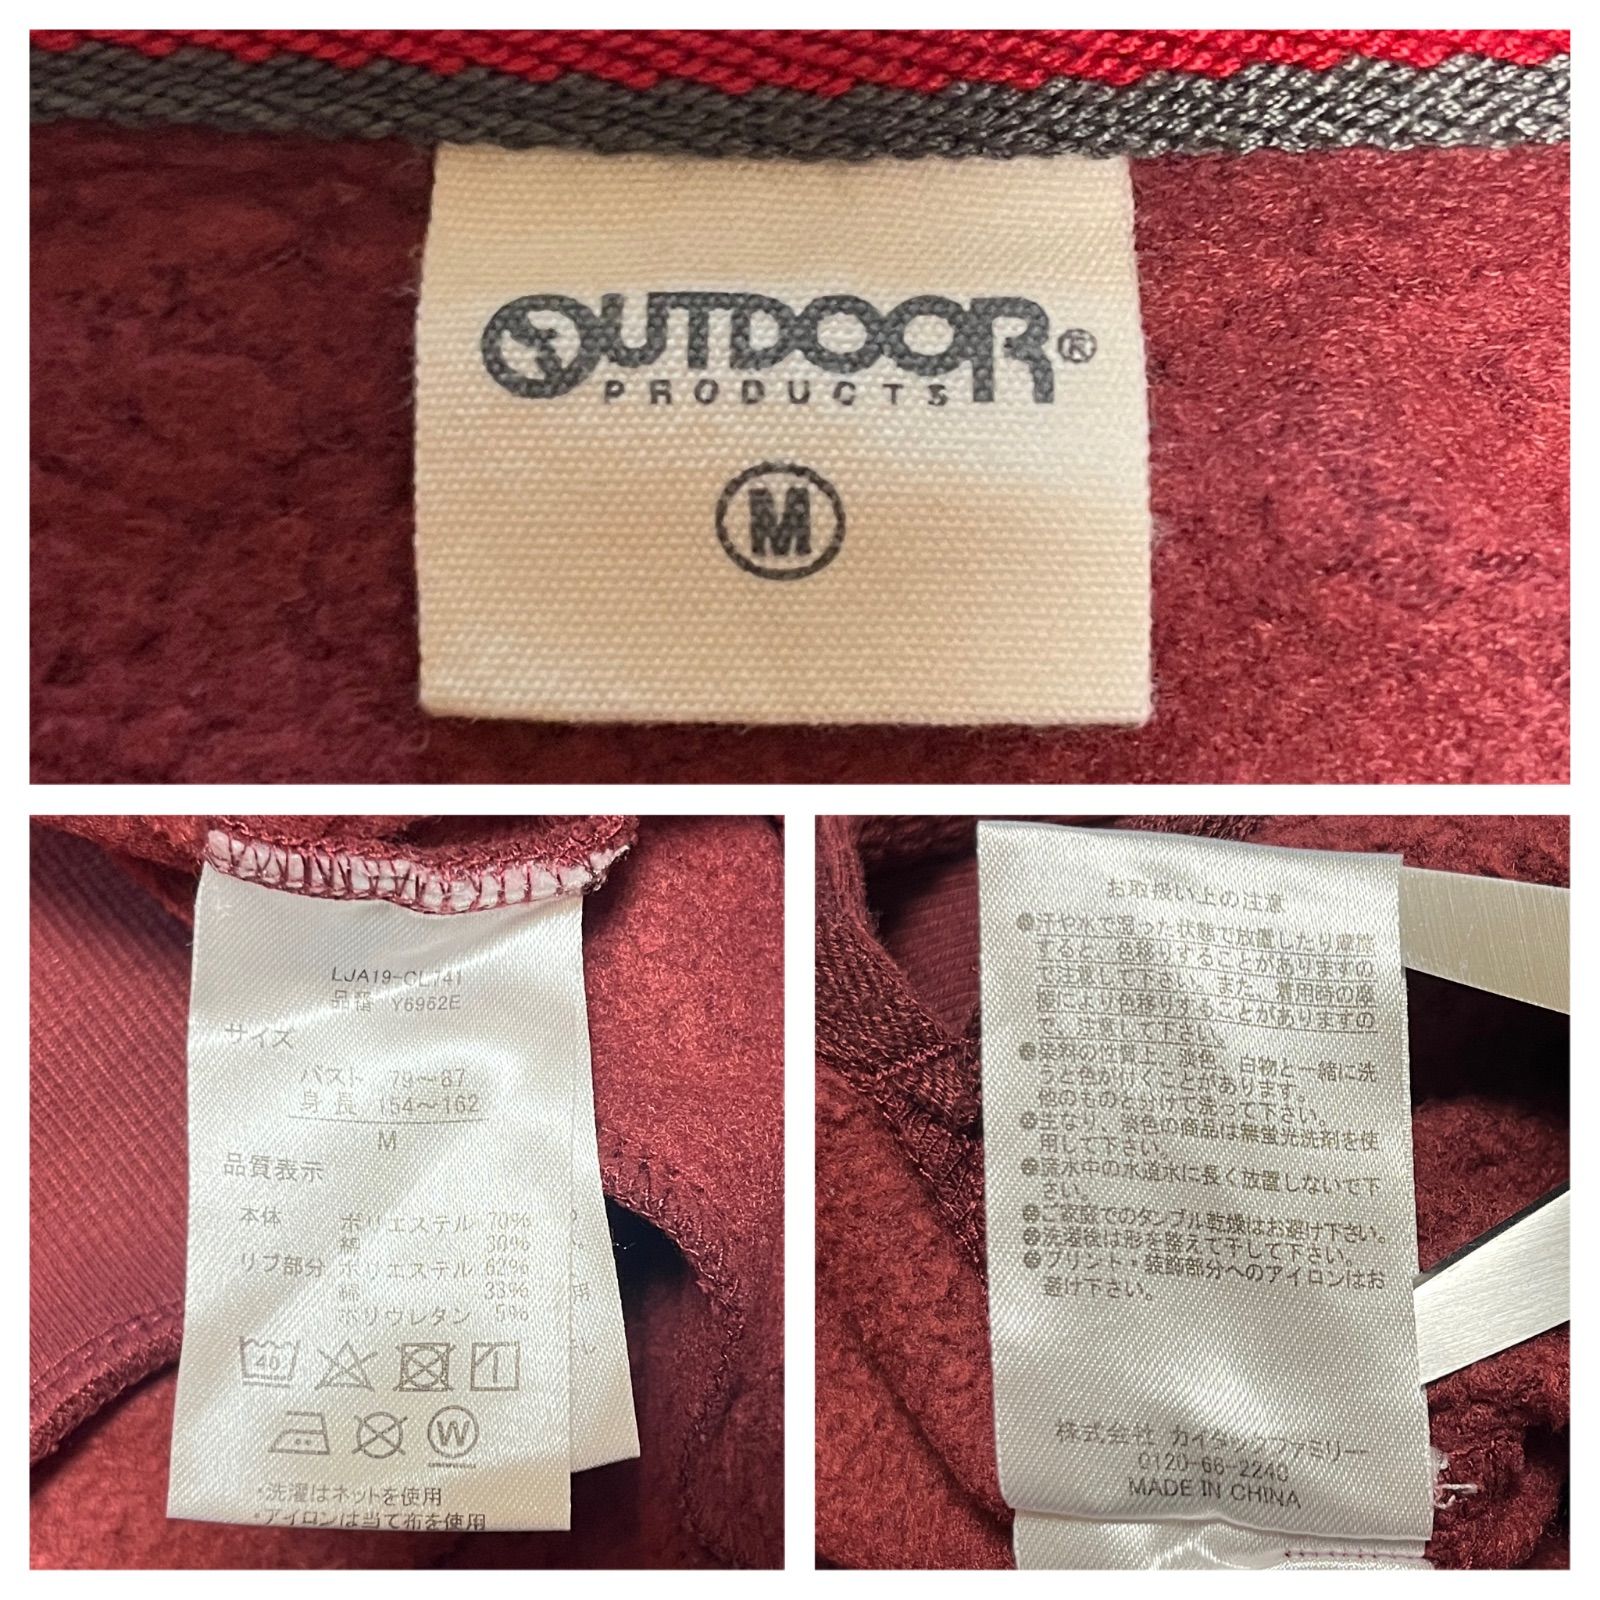 OUTDOOR®
PRODUCTS
M
LJA19-CL741
品番 Y6962E
サイズ
バスト 79～87
身長 154～162
M
品質表示
本体 ポリエステル 70%
綿 30%
リブ部分 ポリエステル 62%
綿 33%
ポリウレタン 5%
40
W
・洗濯はネットを使用
・アイロンは当て布を使用
お取扱い上の注意
●汗や水で湿った状態で放置したり摩擦
すると、色移りすることがありますの
で注意して下さい。また、着用時の摩
擦により色移りすることがありますの
で、注意して下さい。
●染料の性質上、淡色、白物と一緒に洗
うと色が付くことがあります。
他のものと分けて洗って下さい。
●生なり、淡色の商品は無蛍光洗剤を使
用して下さい。
●濃水中の水道水に長く放置しないで下
さい。
●ご家庭でのタンブル乾燥はお避け下さい。
●洗濯後は形を整えて干して下さい。
●プリント・装飾部分へのアイロンはお
避け下さい。
株式会社 カイタックファミリー
0120-66-2240
MADE IN CHINA